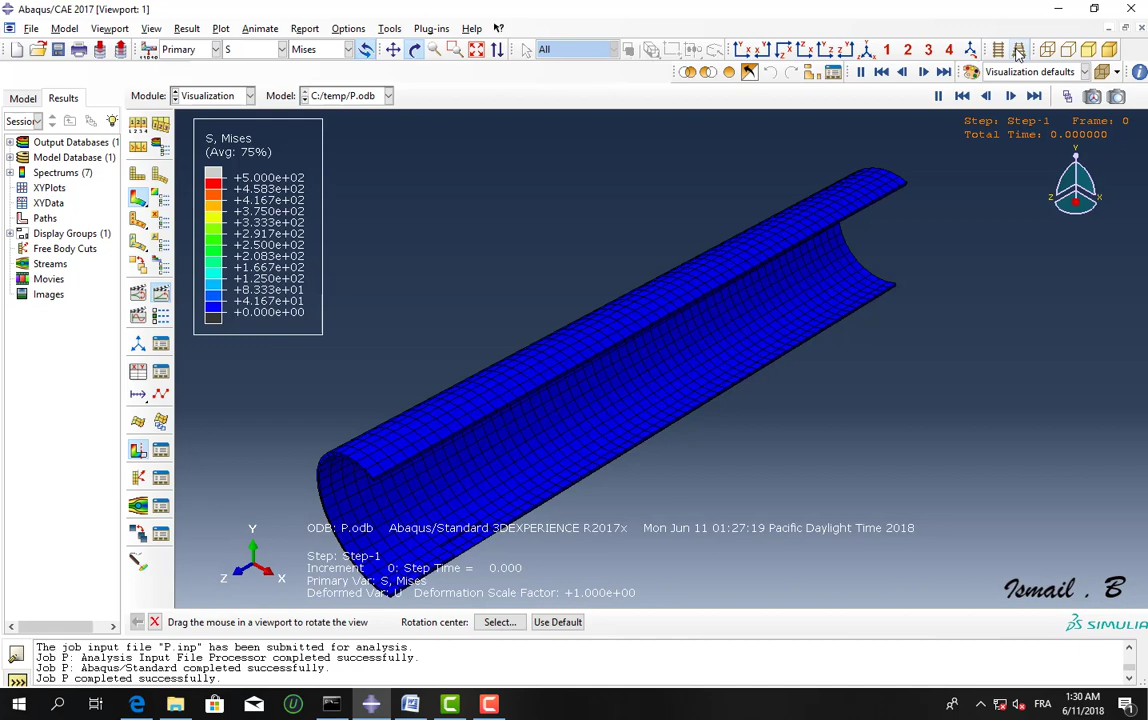 Abaqus/CAE 2017 [Viewport: 1]
File Model Viewport View Result Plot Animate Report Options Tools Plug-ins Help
Primary S Mises All 1 2 3 4
Visualization defaults
Model Results Module: Visualization Model: C:/temp/P.odb
Session
Output Databases (1
Model Database (1)
Spectrums (7)
XYPlots
XYData
Paths
Display Groups (1)
Free Body Cuts
Streams
Movies
Images
S, Mises
(Avg: 75%)
+5.000e+02
+4.583e+02
+4.167e+02
+3.750e+02
+3.333e+02
+2.917e+02
+2.500e+02
+2.083e+02
+1.667e+02
+1.250e+02
+8.333e+01
+4.167e+01
+0.000e+00
Step: Step-1 Frame: 0
Total Time: 0.000000
Y
Z X
ODB: P.odb Abaqus/Standard 3DEXPERIENCE R2017x Mon Jun 11 01:27:19 Pacific Daylight Time 2018
Step: Step-1
Increment 0: Step Time = 0.000
Primary Var: S, Mises
Deformed Var: U Deformation Scale Factor: +1.000e+00
Y
Z X
Ismail . B
Drag the mouse in a viewport to rotate the view Rotation center: Select... Use Default
SIMULIA
The job input file "P.inp" has been submitted for analysis.
Job P: Analysis Input File Processor completed successfully.
Job P: Abaqus/Standard completed successfully.
Job P completed successfully.
FRA
1:30 AM
6/11/2018